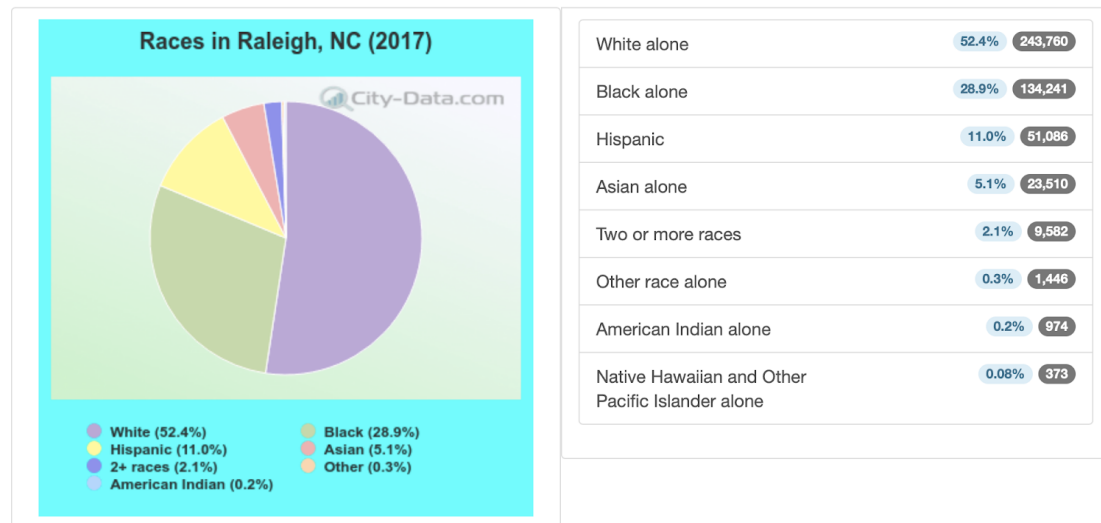 Races in Raleigh, NC (2017)
City-Data.com
White (52.4%)
Black (28.9%)
Hispanic (11.0%)
Asian (5.1%)
2+ races (2.1%)
Other (0.3%)
American Indian (0.2%)
White alone 52.4% 243,760
Black alone 28.9% 134,241
Hispanic 11.0% 51,086
Asian alone 5.1% 23,510
Two or more races 2.1% 9,582
Other race alone 0.3% 1,446
American Indian alone 0.2% 974
Native Hawaiian and Other 0.08% 373
Pacific Islander alone